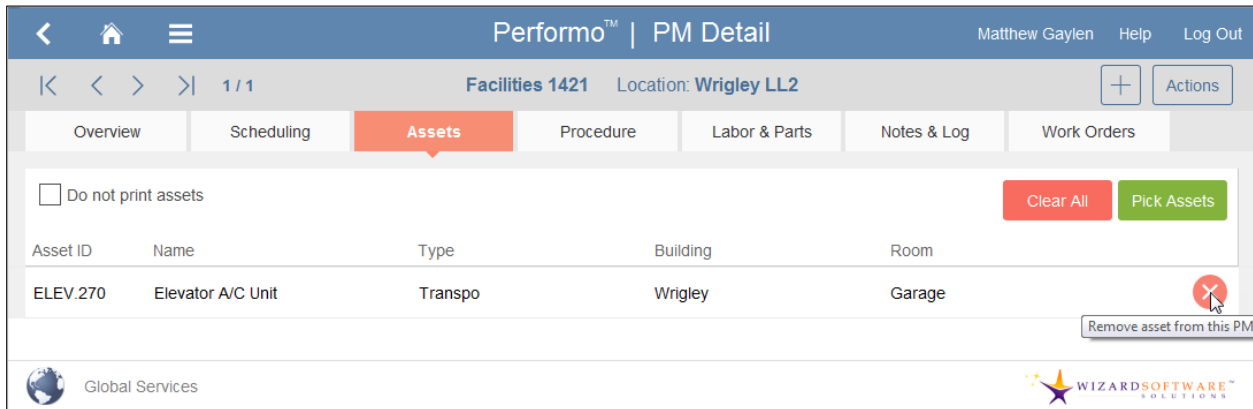 Performo™ | PM Detail Matthew Gaylen Help Log Out
1 / 1 Facilities 1421 Location: Wrigley LL2 Actions
Overview Scheduling Assets Procedure Labor & Parts Notes & Log Work Orders
Do not print assets Clear All Pick Assets
Asset ID Name Type Building Room
ELEV.270 Elevator A/C Unit Transpo Wrigley Garage
Remove asset from this PM
Global Services WIZARDSOFTWARE™
SOLUTIONS